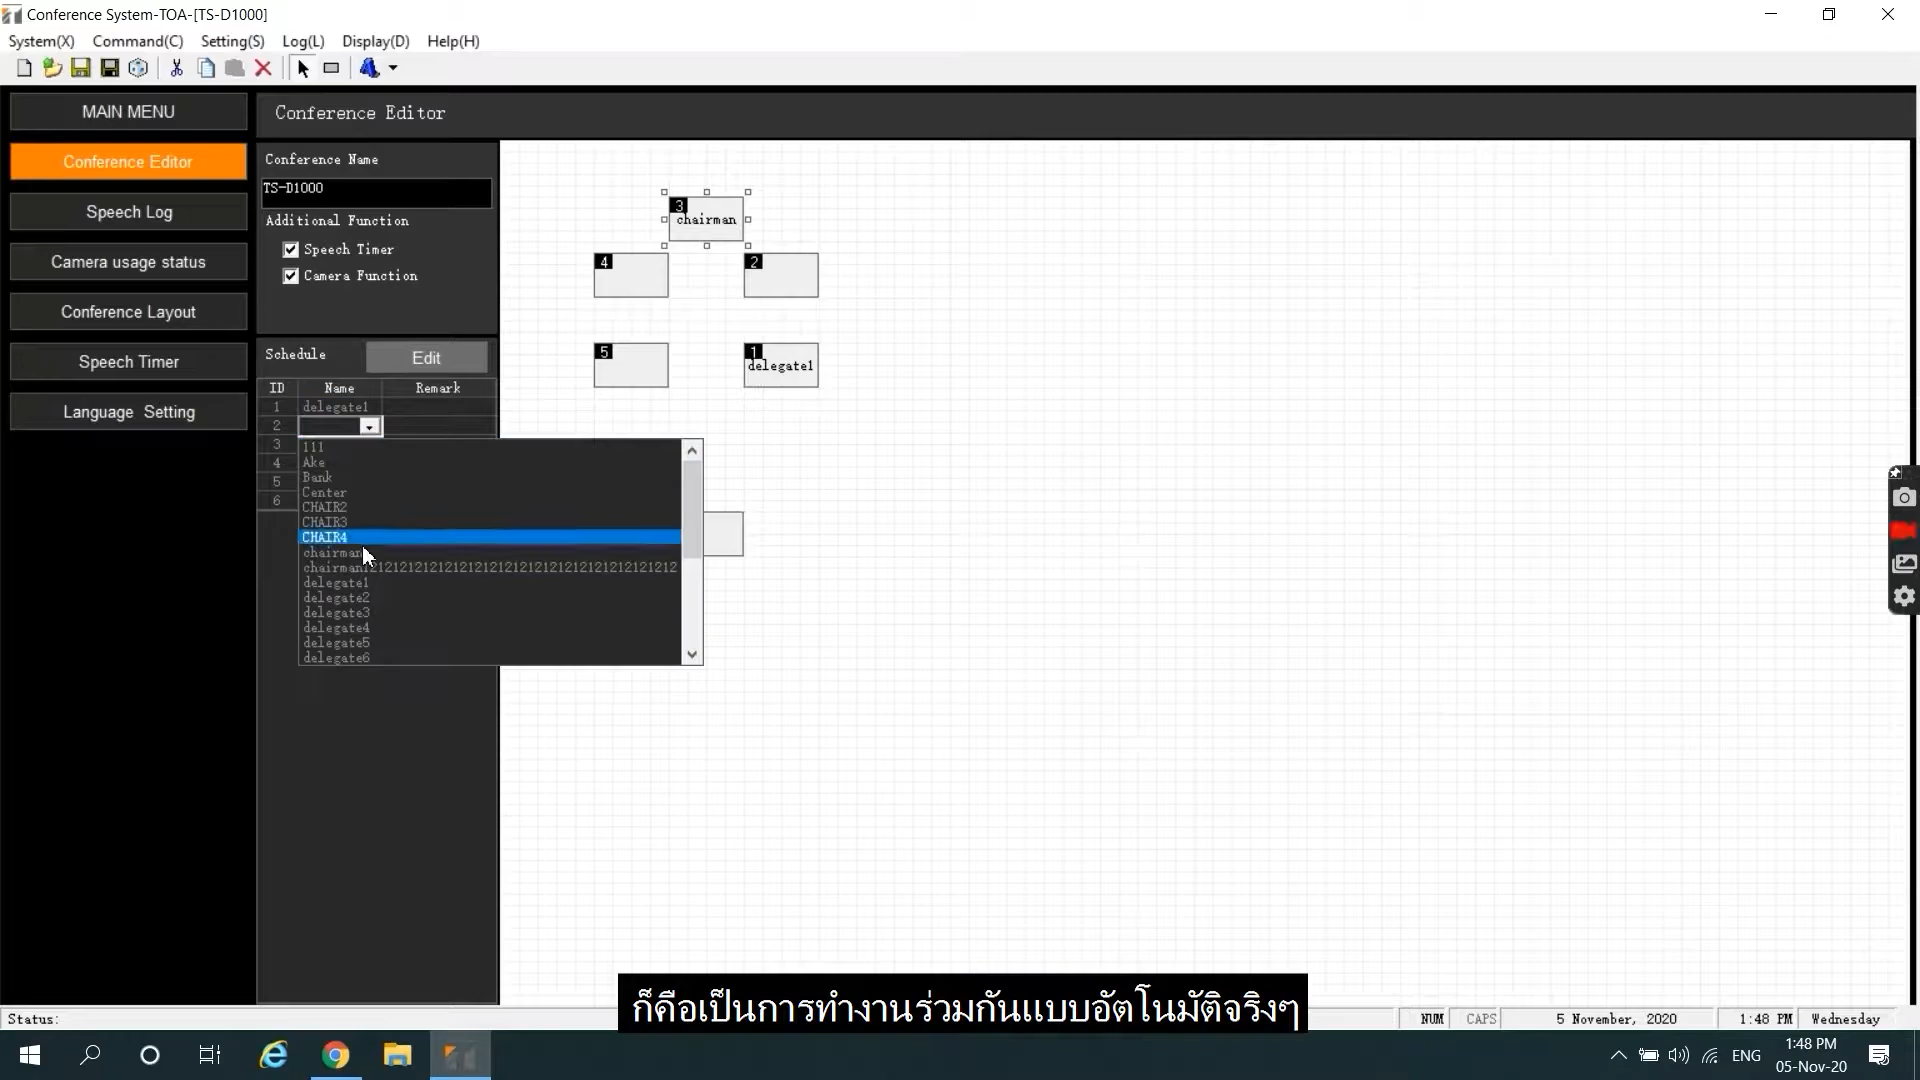 Conference System-TOA-[TS-D1000]
System(X) Command(C) Setting(S) Log(L) Display(D) Help(H)
MAIN MENU
Conference Editor
Speech Log
Camera usage status
Conference Layout
Speech Timer
Language Setting
Conference Editor
Conference Name
TS-D1000
Additional Function
Speech Timer
Camera Function
Schedule Edit
ID Name Remark
1 delegate1
2
3
4
5
6
111
Ake
Bank
Center
CHAIR2
CHAIR3
CHAIR4
chairman
delegate1
delegate2
delegate3
delegate4
delegate5
delegate6
3
chairman
4 2
5 1
delegate1
ก็คือเป็นการทำงานร่วมกันแบบอัตโนมัติจริงๆ
Status: NUM CAPS 5 November, 2020 1:48 PM Wednesday
ENG 1:48 PM
05-Nov-20